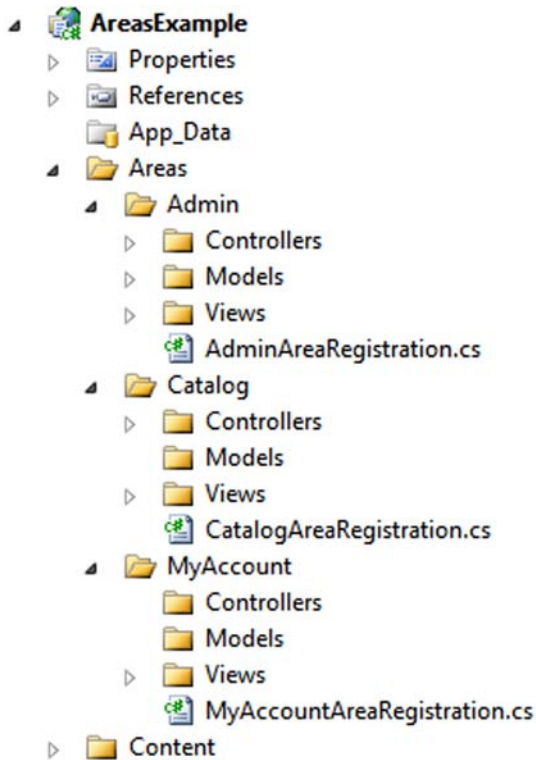 AreasExample
Properties
References
App_Data
Areas
Admin
Controllers
Models
Views
AdminAreaRegistration.cs
Catalog
Controllers
Models
Views
CatalogAreaRegistration.cs
MyAccount
Controllers
Models
Views
MyAccountAreaRegistration.cs
Content